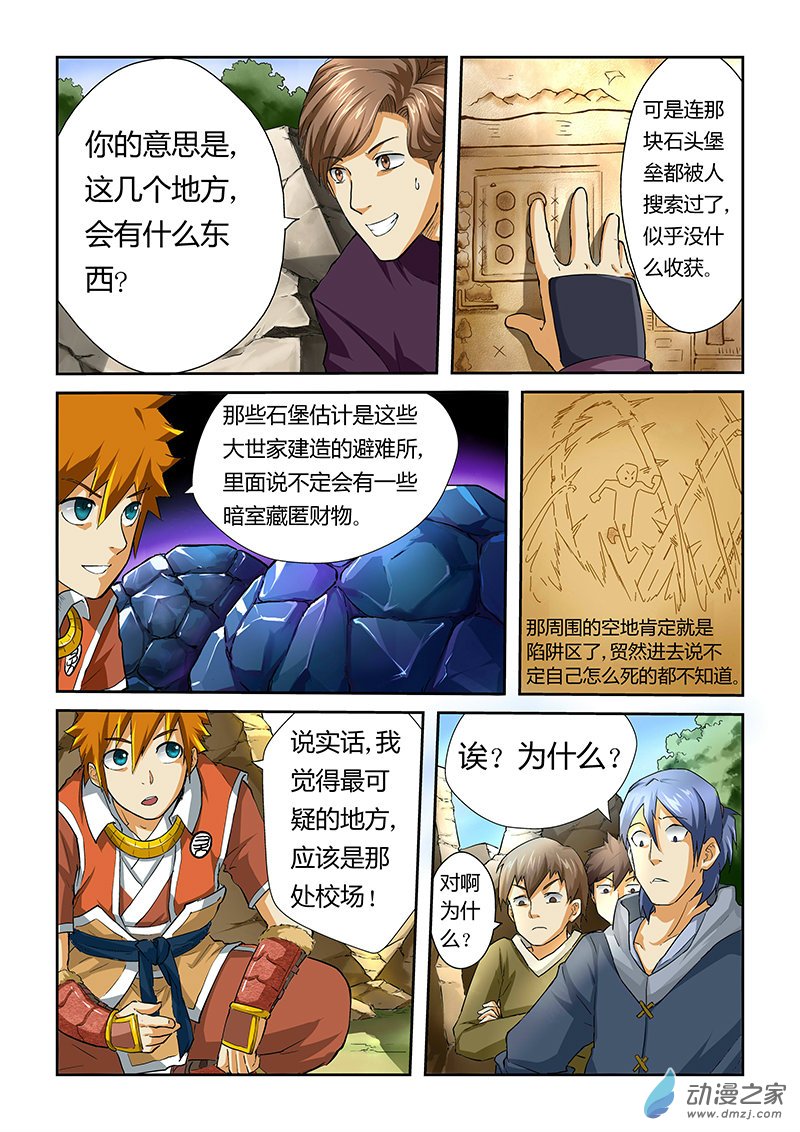 你的意思是，
这几个地方，
会有什么东
西？
可是连那
块石头堡
垒都被人
搜索过了，
似乎没什
么收获。
那些石堡估计是这些
大世家建造的避难所，
里面说不定会有一些
暗室藏匿财物。
那周围的空地肯定就是
陷阱区了，贸然进去说不
定自己怎么死的都不知道。
说实话，我
觉得最可
疑的地方，
应该是那
处校场！
诶？为什么？
对啊
为什
么？
动漫之家
www.dmzj.com